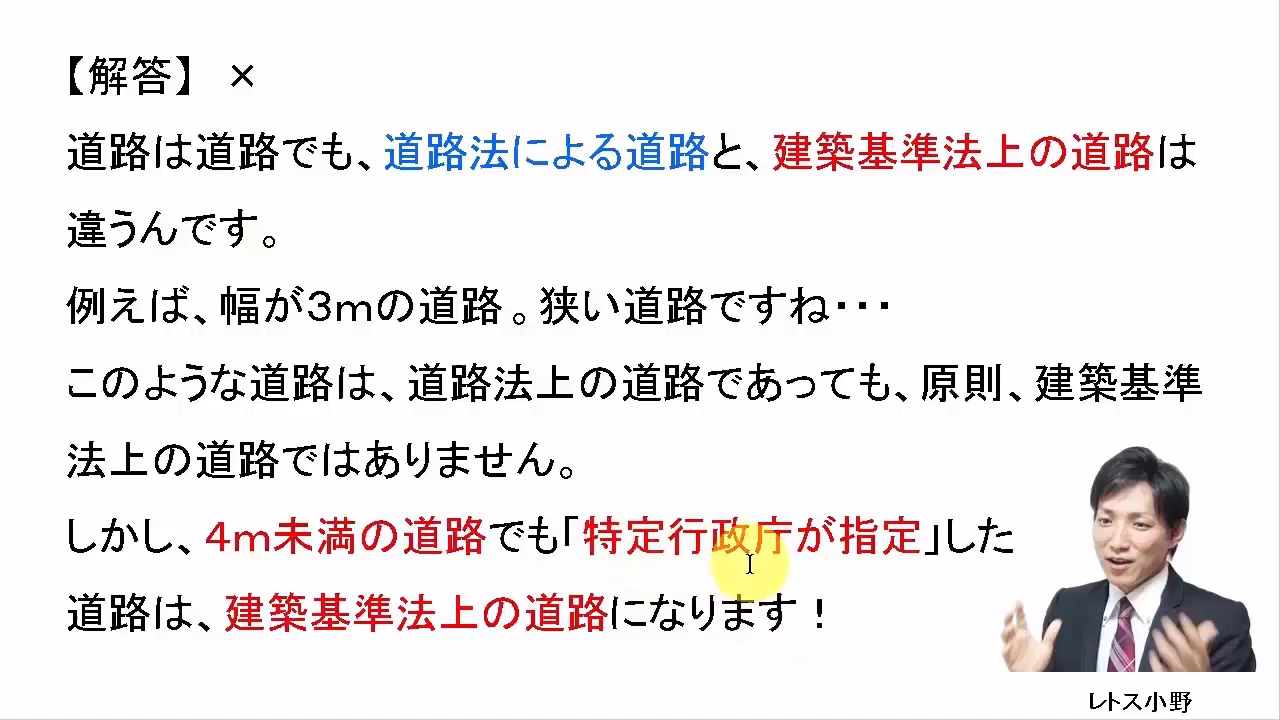 【解答】 ×
道路は道路でも、道路法による道路と、建築基準法上の道路は
違うんです。
例えば、幅が3mの道路。狭い道路ですね・・・
このような道路は、道路法上の道路であっても、原則、建築基準
法上の道路ではありません。
しかし、4m未満の道路でも「特定行政庁が指定」した
道路は、建築基準法上の道路になります！
レトス小野